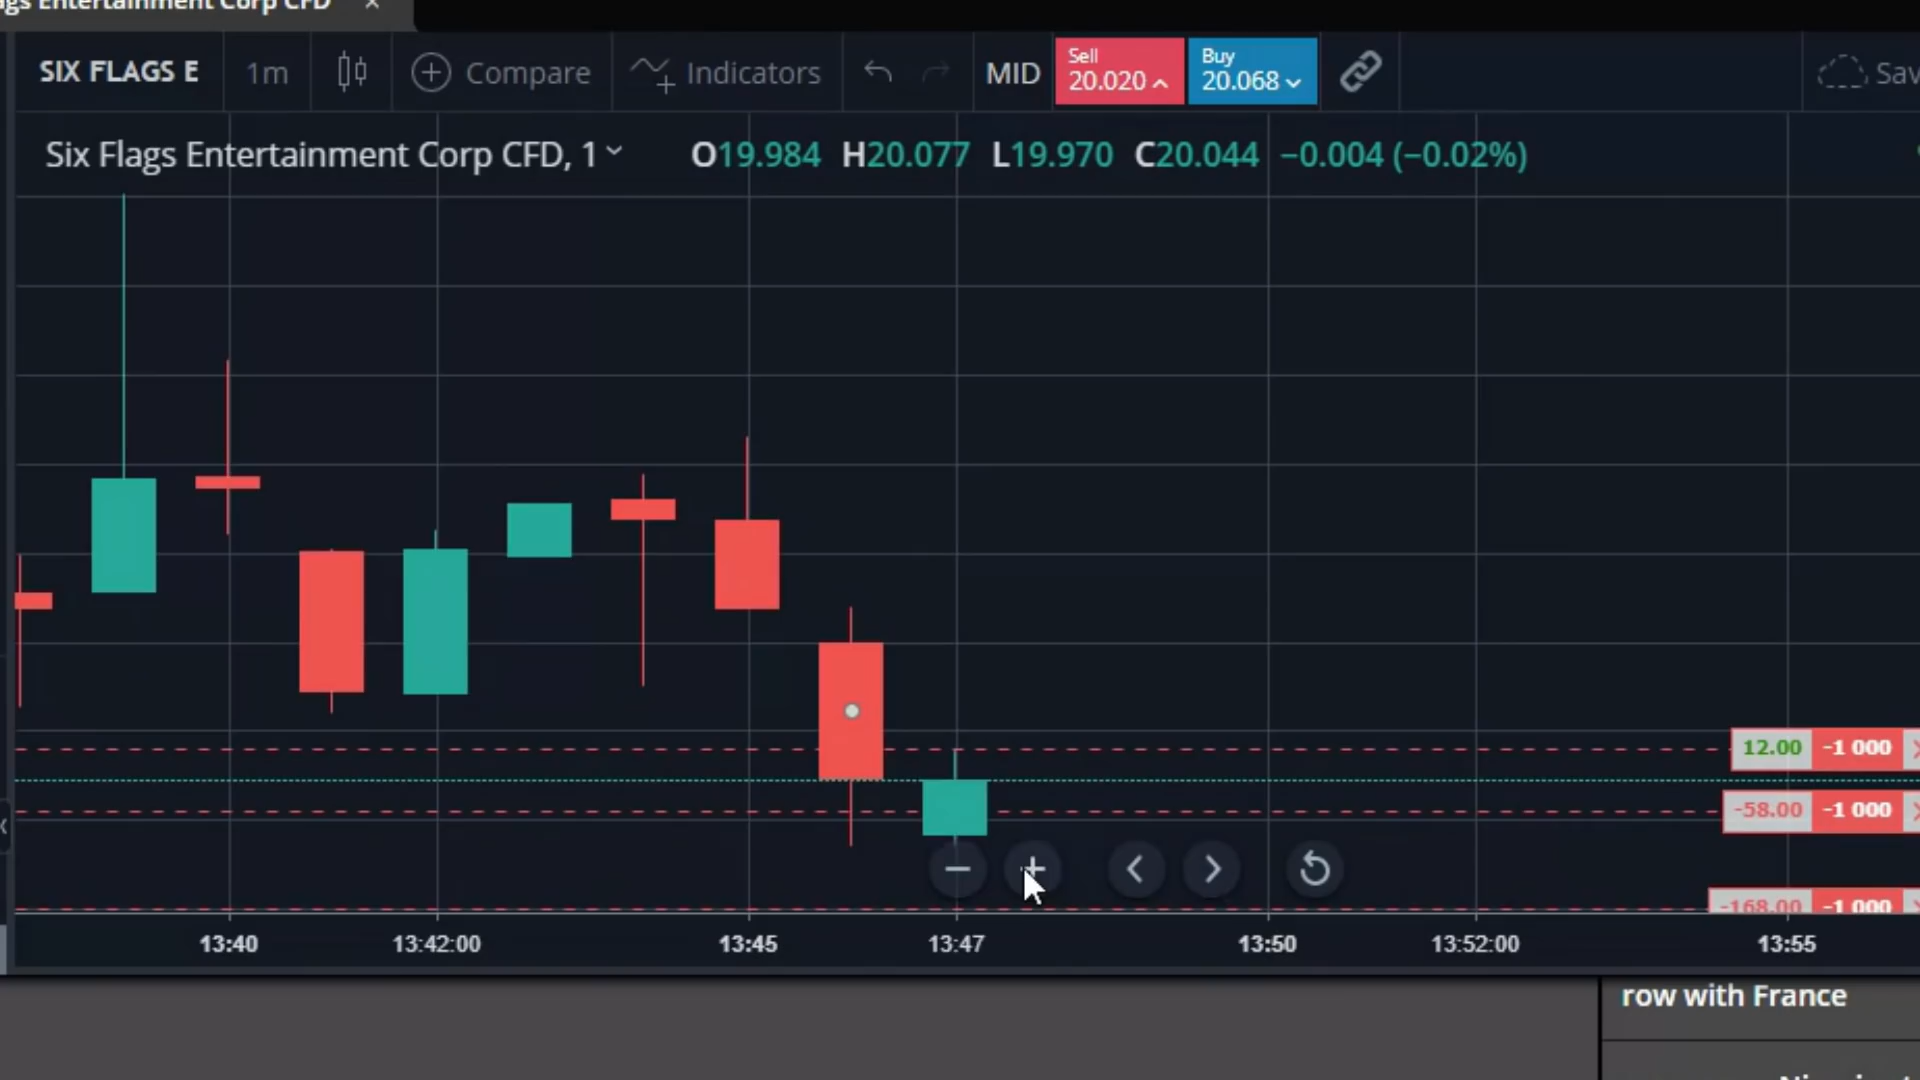 ags Entertainment Corp CFD ×
SIX FLAGS E 1m Compare Indicators MID Sell 20.020 Buy 20.068 Sav
Six Flags Entertainment Corp CFD, 1 O19.984 H20.077 L19.970 C20.044 −0.004 (−0.02%)
12.00 -1 000
-58.00 -1 000
-168.00 -1 000
13:40 13:42:00 13:45 13:47 13:50 13:52:00 13:55
row with France